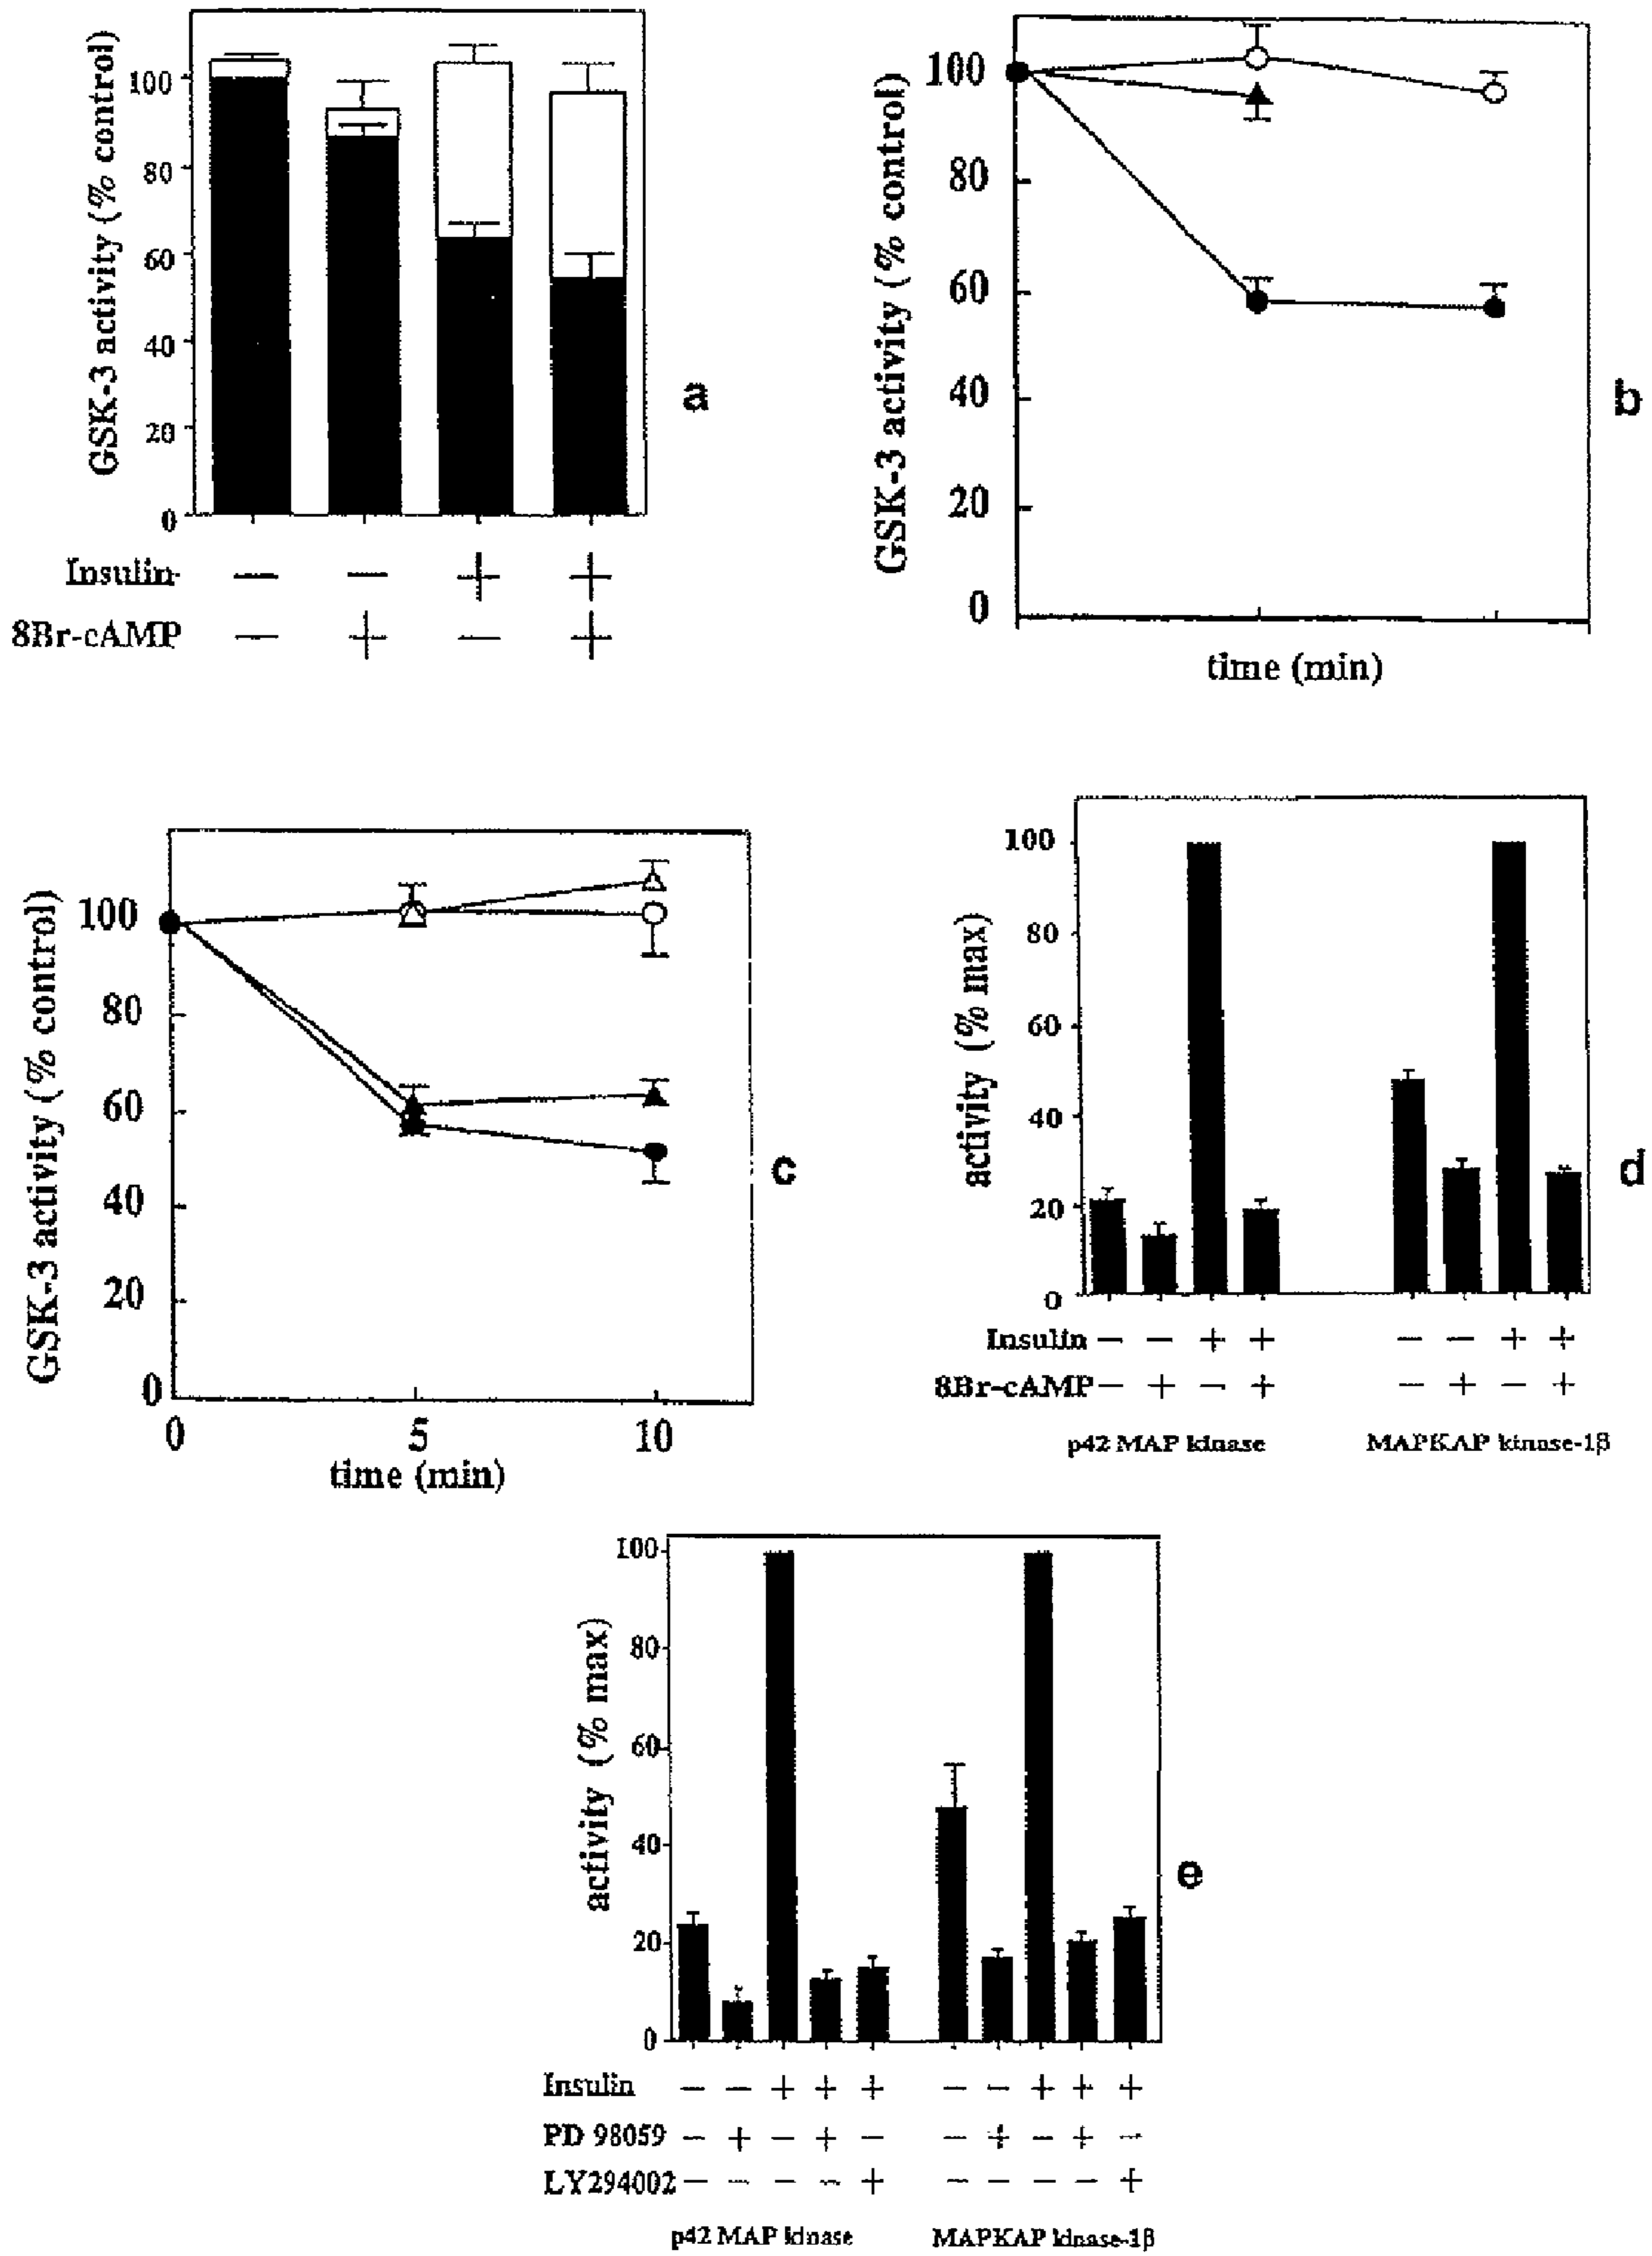 GSK-3 activity (% control)
100
80
60
40
20
0
Insulin — — + +
8Br-cAMP — + — +
a
GSK-3 activity (% control)
100
80
60
40
20
0
time (min)
b
GSK-3 activity (% control)
100
80
60
40
20
0
0 5 10
time (min)
c
activity (% max)
100
80
60
40
20
0
Insulin — — + + — — + +
8Br-cAMP — + — + — + — +
p42 MAP kinase MAPKAP kinase-1β
d
activity (% max)
100
80
60
40
20
0
Insulin — — + + + — — + + +
PD 98059 — + — + — — + — + —
LY294002 — — — — + — — — — +
p42 MAP kinase MAPKAP kinase-1β
e